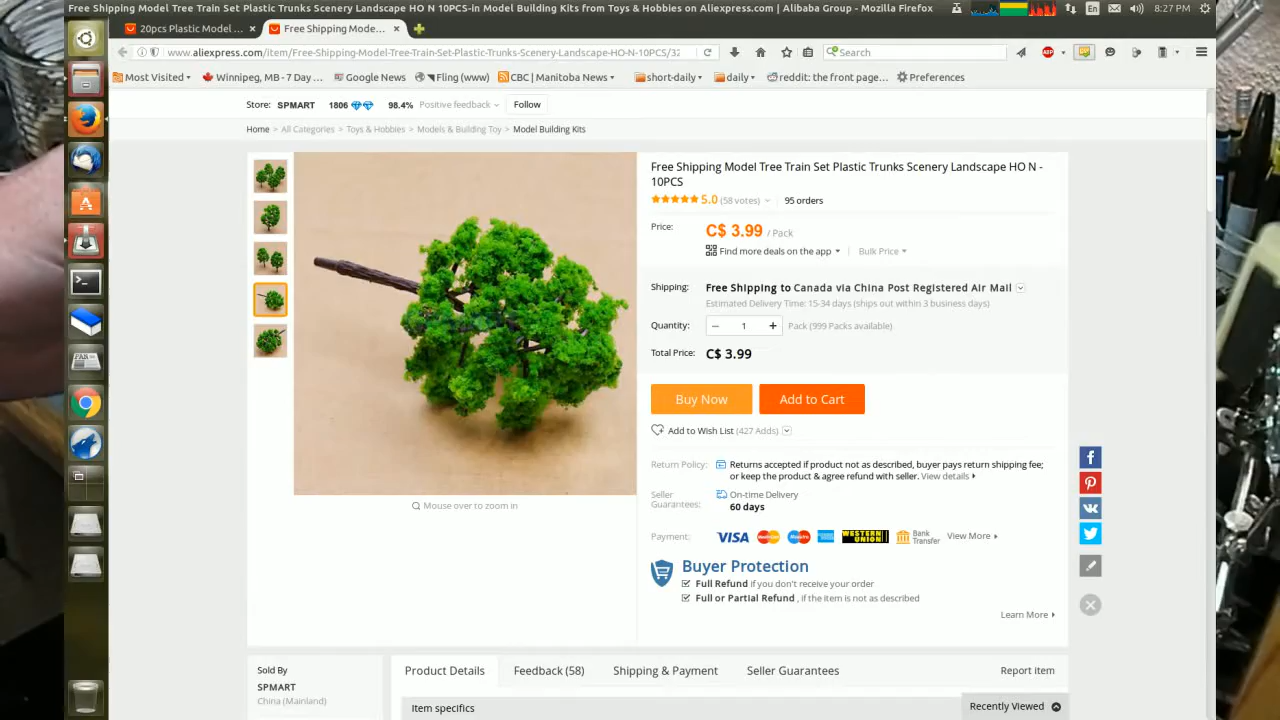 Free Shipping Model Tree Train Set Plastic Trunks Scenery Landscape HO N 10PCS-in Model Building Kits from Toys & Hobbies on Aliexpress.com | Alibaba Group - Mozilla Firefox
En
8:27 PM
20pcs Plastic Model ...
Free Shipping Mode...
www.aliexpress.com/item/Free-Shipping-Model-Tree-Train-Set-Plastic-Trunks-Scenery-Landscape-HO-N-10PCS/32
Search
ABP
Most Visited
Winnipeg, MB - 7 Day ...
Google News
Fling (www)
CBC | Manitoba News
short-daily
daily
reddit: the front page...
Preferences
Store: SPMART 1806 98.4% Positive feedback Follow
Home > All Categories > Toys & Hobbies > Models & Building Toy > Model Building Kits
Free Shipping Model Tree Train Set Plastic Trunks Scenery Landscape HO N -
10PCS
5.0 (58 votes) 95 orders
Price: C$ 3.99 / Pack
Find more deals on the app Bulk Price
Shipping: Free Shipping to Canada via China Post Registered Air Mail
Estimated Delivery Time: 15-34 days (ships out within 3 business days)
Quantity: − 1 + Pack (999 Packs available)
Total Price: C$ 3.99
Buy Now Add to Cart
Add to Wish List (427 Adds)
Return Policy: Returns accepted if product not as described, buyer pays return shipping fee;
or keep the product & agree refund with seller. View details
Seller
Guarantees:
On-time Delivery
60 days
Mouse over to zoom in
Payment: VISA MasterCard Maestro WESTERN UNION Bank Transfer View More
Buyer Protection
Full Refund if you don't receive your order
Full or Partial Refund , if the item is not as described
Learn More
Sold By
SPMART
China (Mainland)
Product Details Feedback (58) Shipping & Payment Seller Guarantees Report item
Item specifics
Recently Viewed